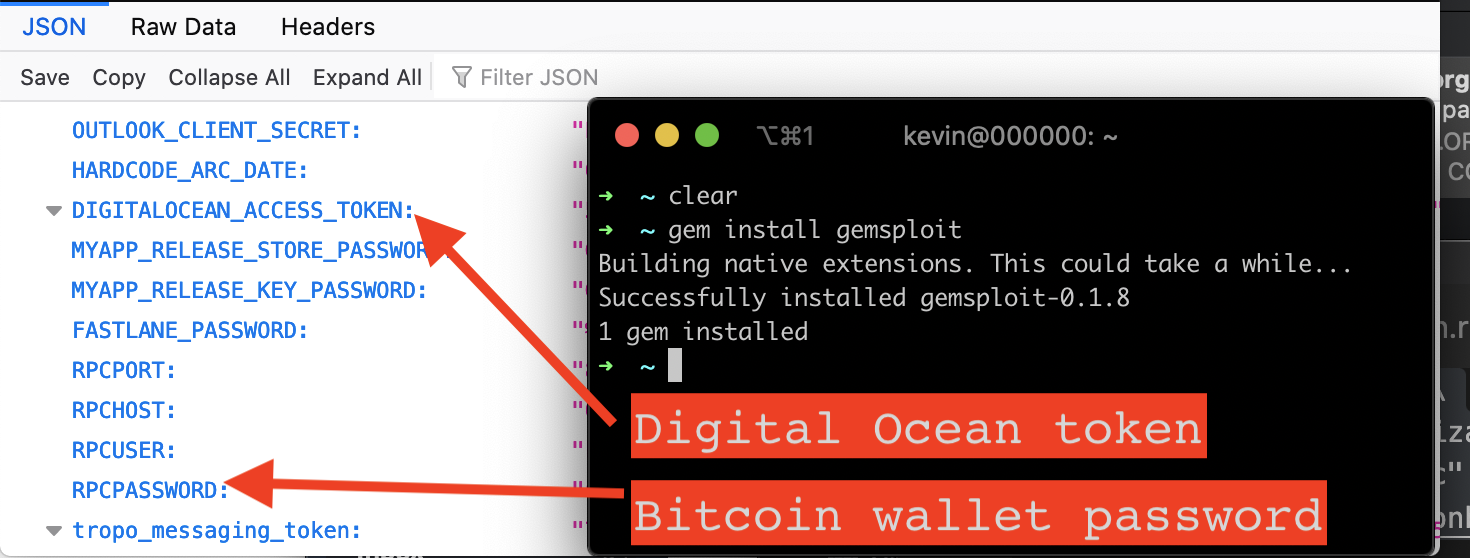 JSON Raw Data Headers
Save Copy Collapse All Expand All Filter JSON
OUTLOOK_CLIENT_SECRET:
HARDCODE_ARC_DATE:
DIGITALOCEAN_ACCESS_TOKEN:
MYAPP_RELEASE_STORE_PASSWOR
MYAPP_RELEASE_KEY_PASSWORD:
FASTLANE_PASSWORD:
RPCPORT:
RPCHOST:
RPCUSER:
RPCPASSWORD:
tropo_messaging_token:
⌥⌘1 kevin@000000: ~
➜ ~ clear
➜ ~ gem install gemsploit
Building native extensions. This could take a while...
Successfully installed gemsploit-0.1.8
1 gem installed
➜ ~
Digital Ocean token
Bitcoin wallet password